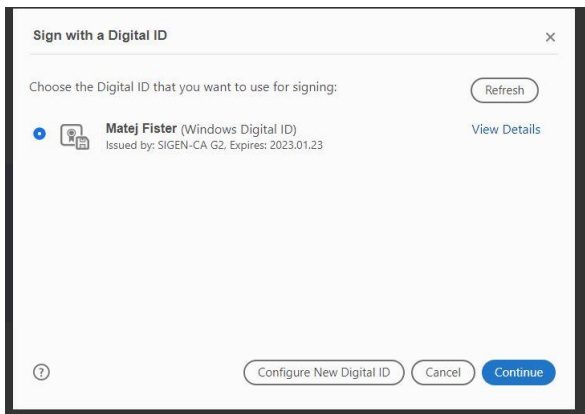 Sign with a Digital ID
Choose the Digital ID that you want to use for signing:
Refresh
Matej Fister (Windows Digital ID)
View Details
Issued by: SIGEN-CA G2, Expires: 2023.01.23
?
Configure New Digital ID
Cancel
Continue